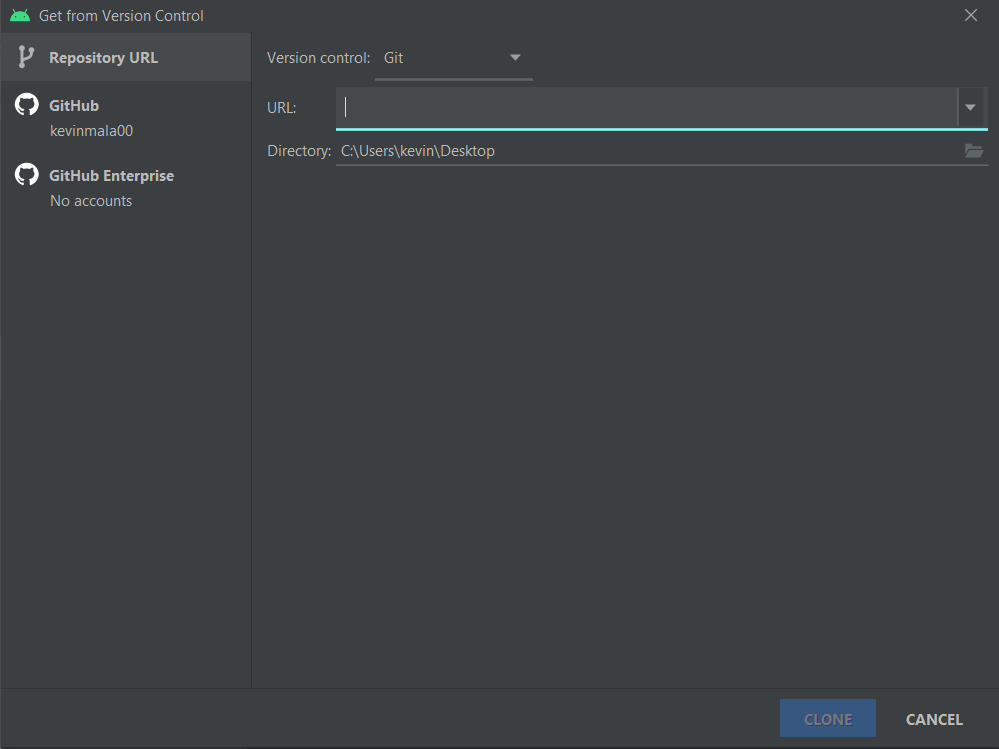 Get from Version Control
Repository URL
GitHub
kevinmala00
GitHub Enterprise
No accounts
Version control: Git
URL:
Directory: C:\Users\kevin\Desktop
CLONE
CANCEL